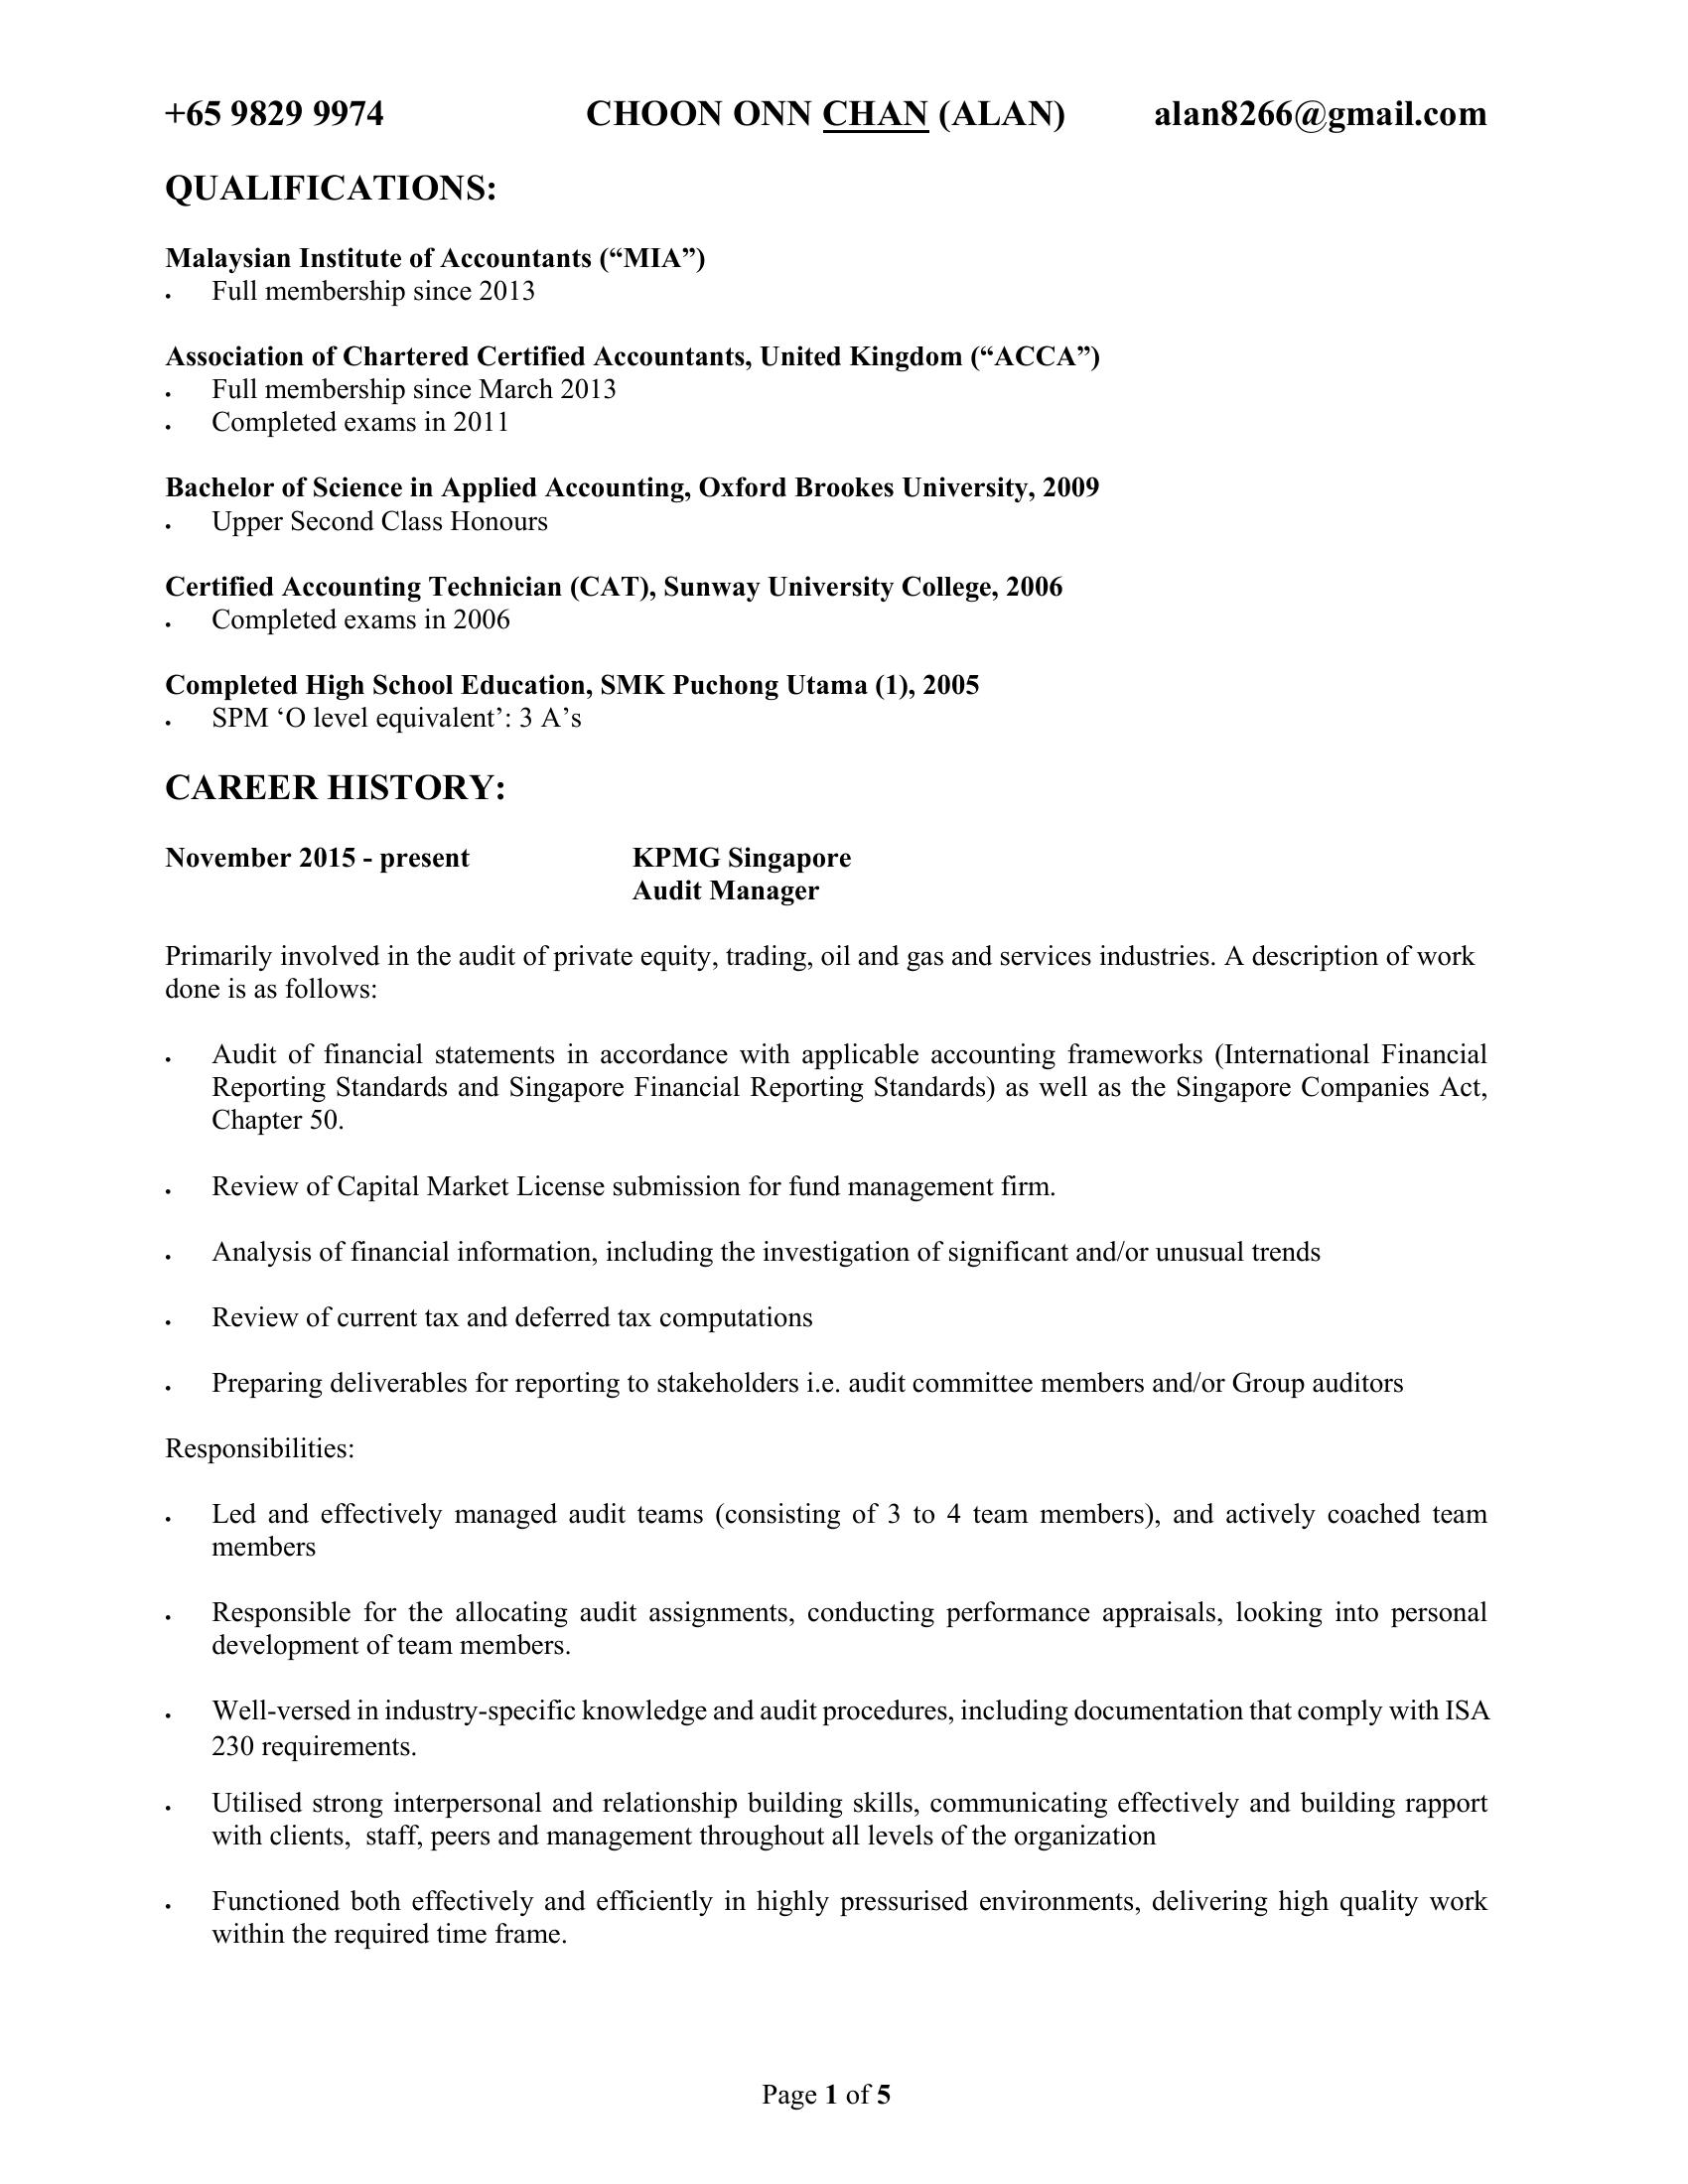 +65 9829 9974 CHOON ONN CHAN (ALAN) alan8266@gmail.com
QUALIFICATIONS:
Malaysian Institute of Accountants (“MIA”)
• Full membership since 2013
Association of Chartered Certified Accountants, United Kingdom (“ACCA”)
• Full membership since March 2013
• Completed exams in 2011
Bachelor of Science in Applied Accounting, Oxford Brookes University, 2009
• Upper Second Class Honours
Certified Accounting Technician (CAT), Sunway University College, 2006
• Completed exams in 2006
Completed High School Education, SMK Puchong Utama (1), 2005
• SPM ‘O level equivalent’: 3 A’s
CAREER HISTORY:
November 2015 - present KPMG Singapore
Audit Manager
Primarily involved in the audit of private equity, trading, oil and gas and services industries. A description of work
done is as follows:
• Audit of financial statements in accordance with applicable accounting frameworks (International Financial
Reporting Standards and Singapore Financial Reporting Standards) as well as the Singapore Companies Act,
Chapter 50.
• Review of Capital Market License submission for fund management firm.
• Analysis of financial information, including the investigation of significant and/or unusual trends
• Review of current tax and deferred tax computations
• Preparing deliverables for reporting to stakeholders i.e. audit committee members and/or Group auditors
Responsibilities:
• Led and effectively managed audit teams (consisting of 3 to 4 team members), and actively coached team
members
• Responsible for the allocating audit assignments, conducting performance appraisals, looking into personal
development of team members.
• Well-versed in industry-specific knowledge and audit procedures, including documentation that comply with ISA
230 requirements.
• Utilised strong interpersonal and relationship building skills, communicating effectively and building rapport
with clients,  staff, peers and management throughout all levels of the organization
• Functioned both effectively and efficiently in highly pressurised environments, delivering high quality work
within the required time frame.
Page 1 of 5